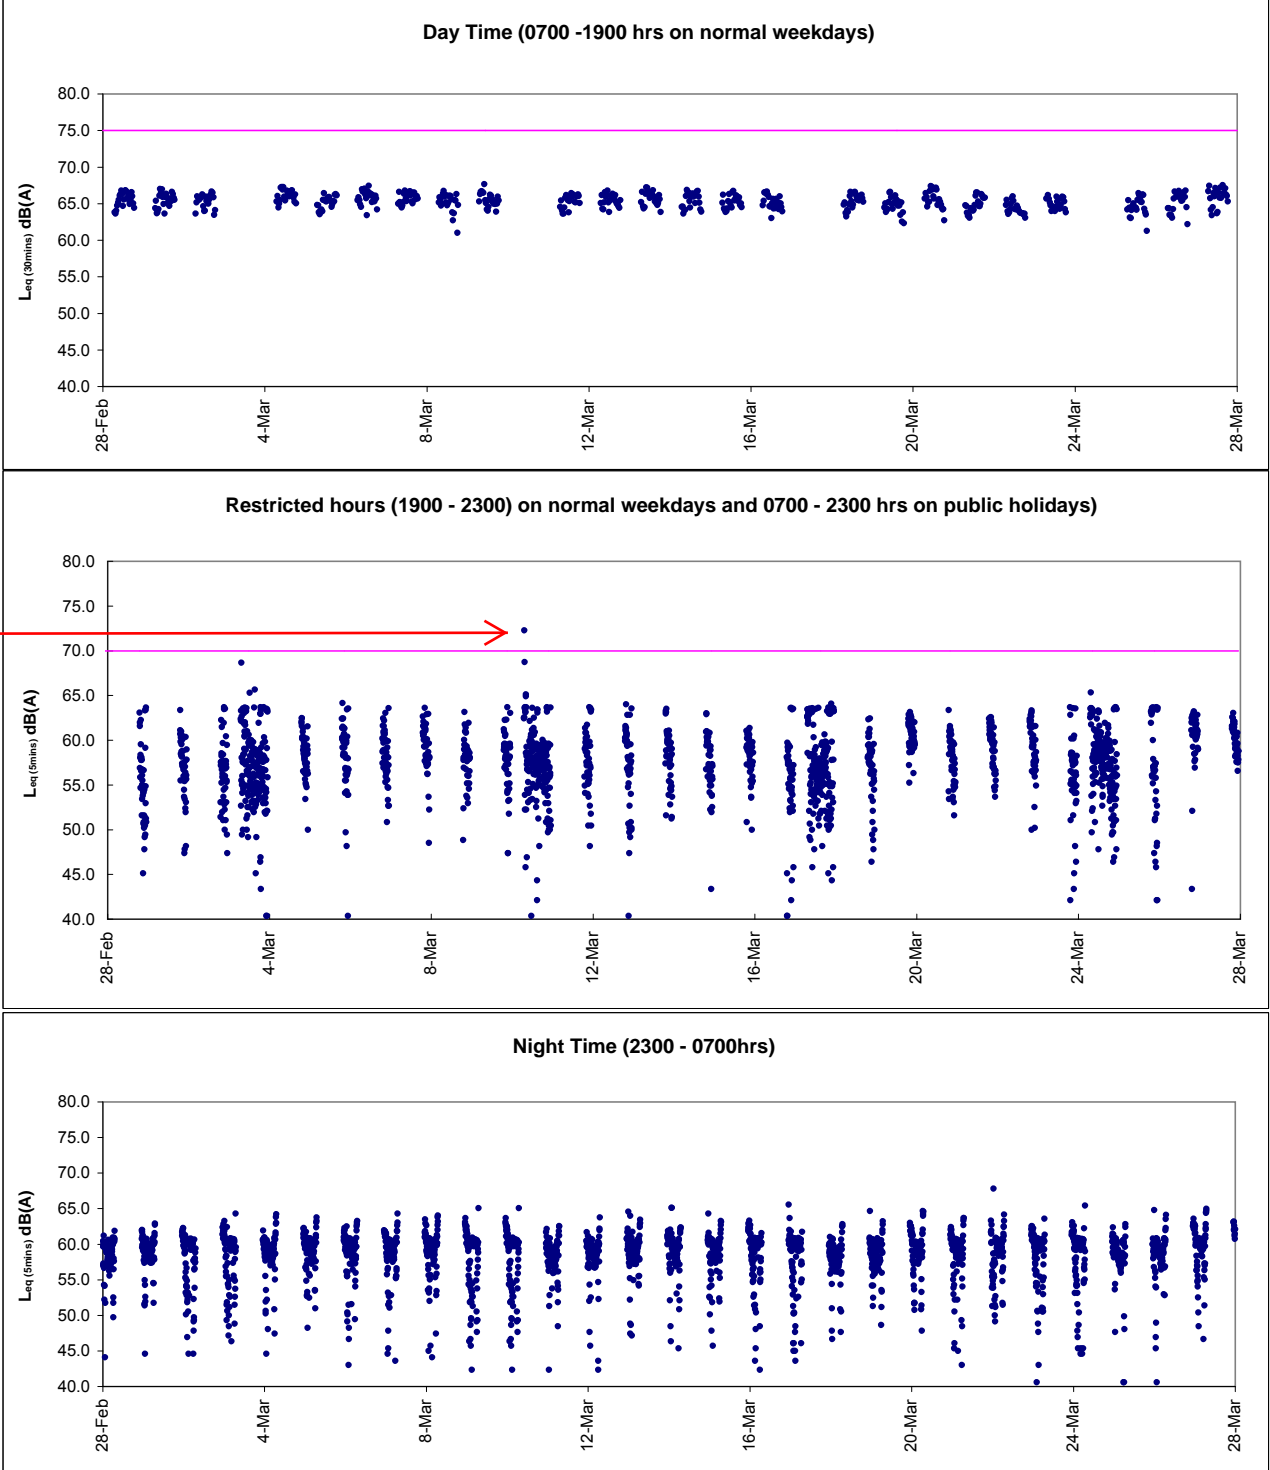 Day Time (0700 -1900 hrs on normal weekdays)
80.0
75.0
70.0
65.0
60.0
55.0
50.0
45.0
40.0
Leq (30mins) dB(A)
28-Feb
4-Mar
8-Mar
12-Mar
16-Mar
20-Mar
24-Mar
28-Mar
Restricted hours (1900 - 2300) on normal weekdays and 0700 - 2300 hrs on public holidays)
80.0
75.0
70.0
65.0
60.0
55.0
50.0
45.0
40.0
Leq (5mins) dB(A)
28-Feb
4-Mar
8-Mar
12-Mar
16-Mar
20-Mar
24-Mar
28-Mar
Night Time (2300 - 0700hrs)
80.0
75.0
70.0
65.0
60.0
55.0
50.0
45.0
40.0
Leq (5mins) dB(A)
28-Feb
4-Mar
8-Mar
12-Mar
16-Mar
20-Mar
24-Mar
28-Mar